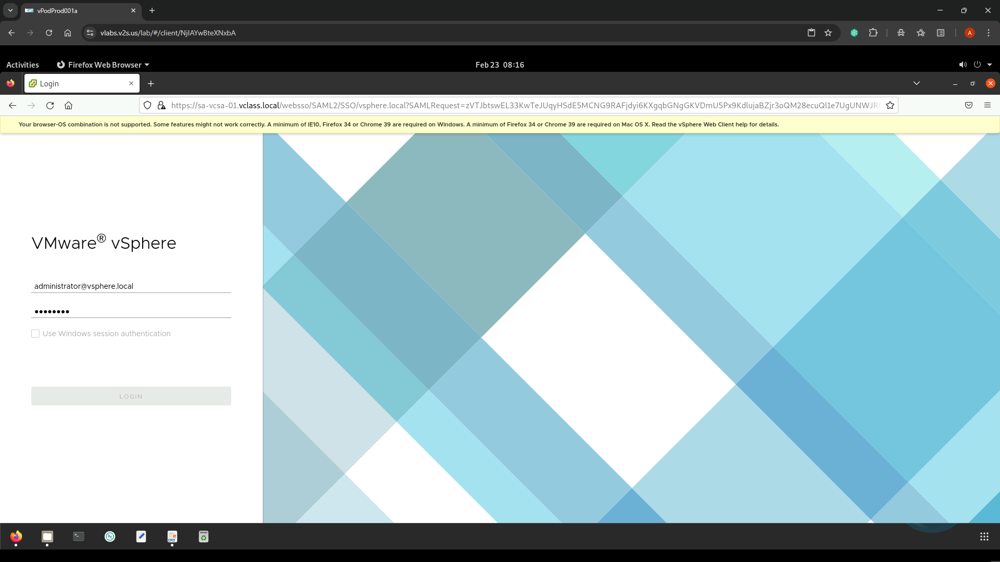 vPodProd001a
vlabs.v2s.us/lab/#/client/NjIAYwBteXNxbA
A
Activities
Firefox Web Browser
Feb 23 08:16
Login
https://sa-vcsa-01.vclass.local/websso/SAML2/SSO/vsphere.local?SAMLRequest=zVTJbtswEL33KwTeJUqyHSdE5MCNG9RAFjdyi6KXgqbGNgGKVDmU5Px9KdlujaBZjr3oQM28ecuQl1e7UgUNWJRG
Your browser-OS combination is not supported. Some features might not work correctly. A minimum of IE10, Firefox 34 or Chrome 39 are required on Windows. A minimum of Firefox 34 or Chrome 39 are required on Mac OS X. Read the vSphere Web Client help for details.
VMware® vSphere
administrator@vsphere.local
Use Windows session authentication
LOGIN